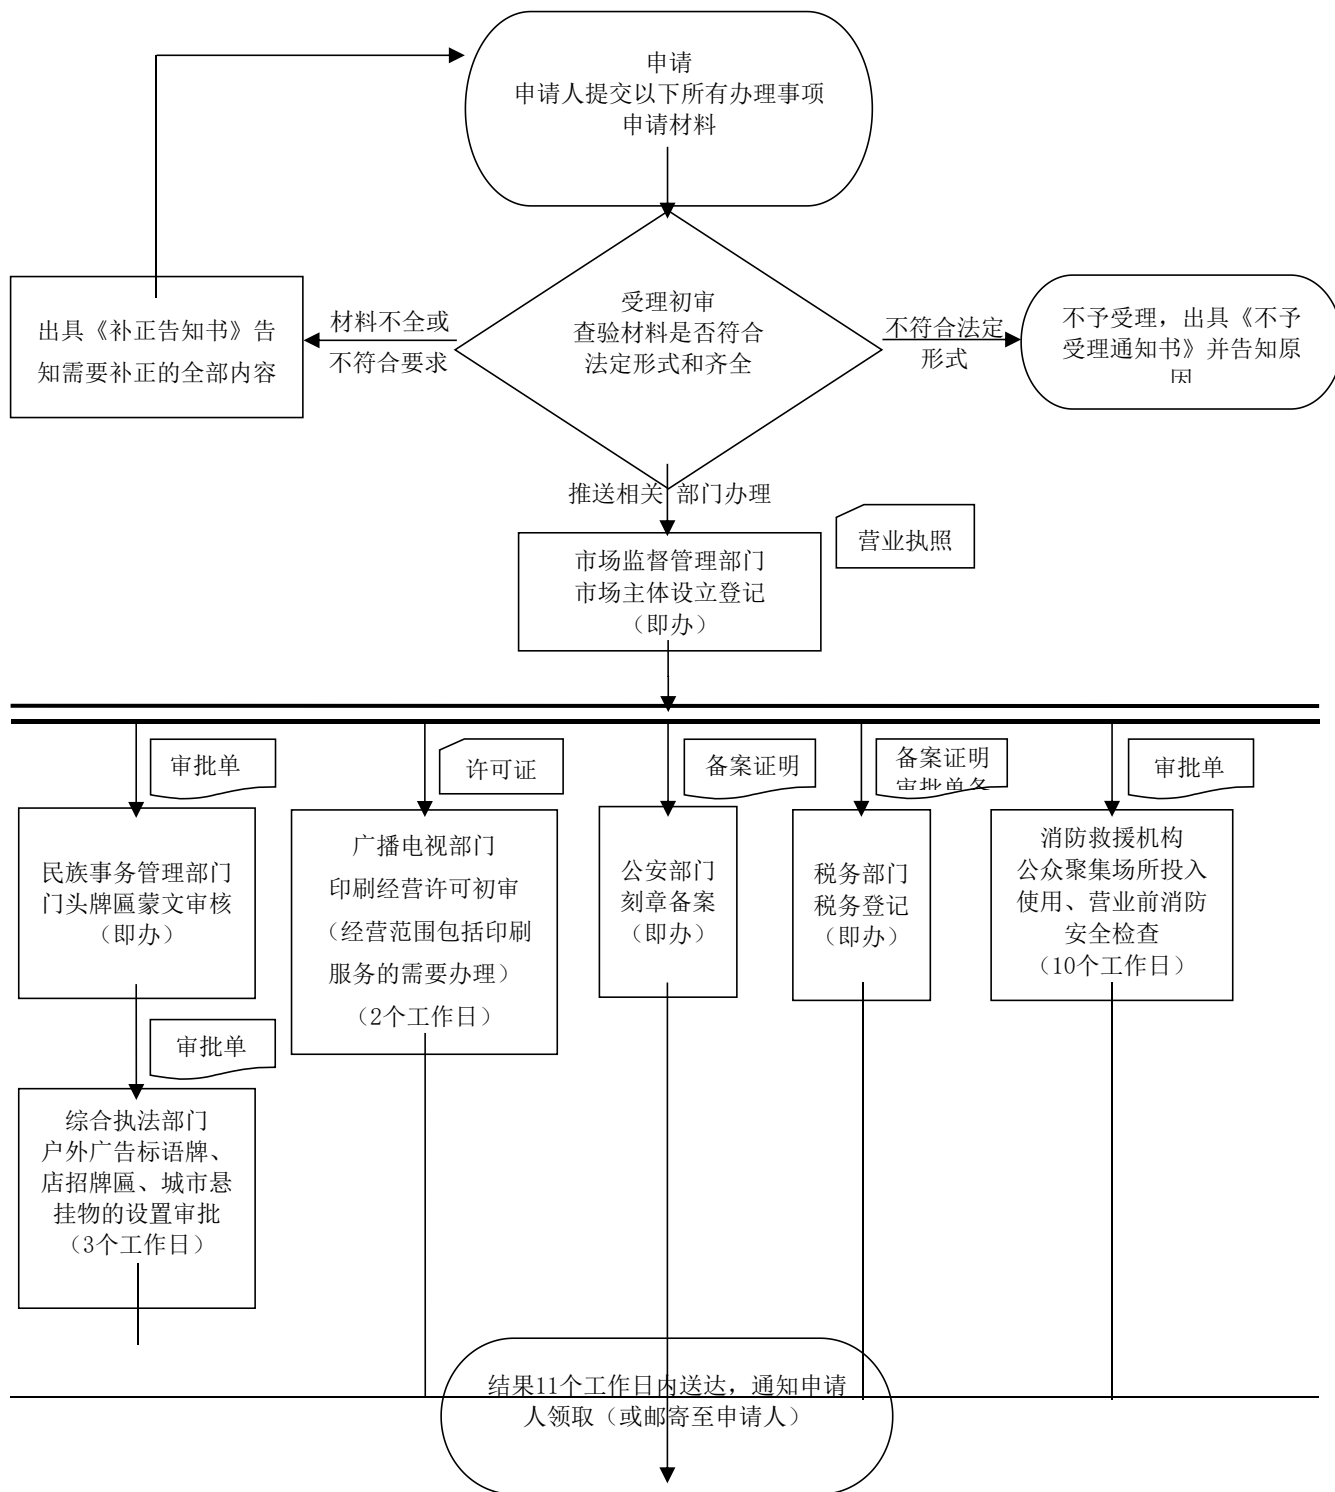 申请
申请人提交以下所有办理事项
申请材料
受理初审
查验材料是否符合
法定形式和齐全
材料不全或
不符合要求
出具《补正告知书》告
知需要补正的全部内容
不符合法定
形式
不予受理，出具《不予
受理通知书》并告知原
因
推送相关 部门办理
营业执照
市场监督管理部门
市场主体设立登记
（即办）
审批单
许可证
备案证明
备案证明
审批单备
审批单
民族事务管理部门
门头牌匾蒙文审核
（即办）
广播电视部门
印刷经营许可初审
（经营范围包括印刷
服务的需要办理）
（2个工作日）
公安部门
刻章备案
（即办）
税务部门
税务登记
（即办）
消防救援机构
公众聚集场所投入
使用、营业前消防
安全检查
（10个工作日）
审批单
综合执法部门
户外广告标语牌、
店招牌匾、城市悬
挂物的设置审批
（3个工作日）
结果11个工作日内送达，通知申请
人领取（或邮寄至申请人）